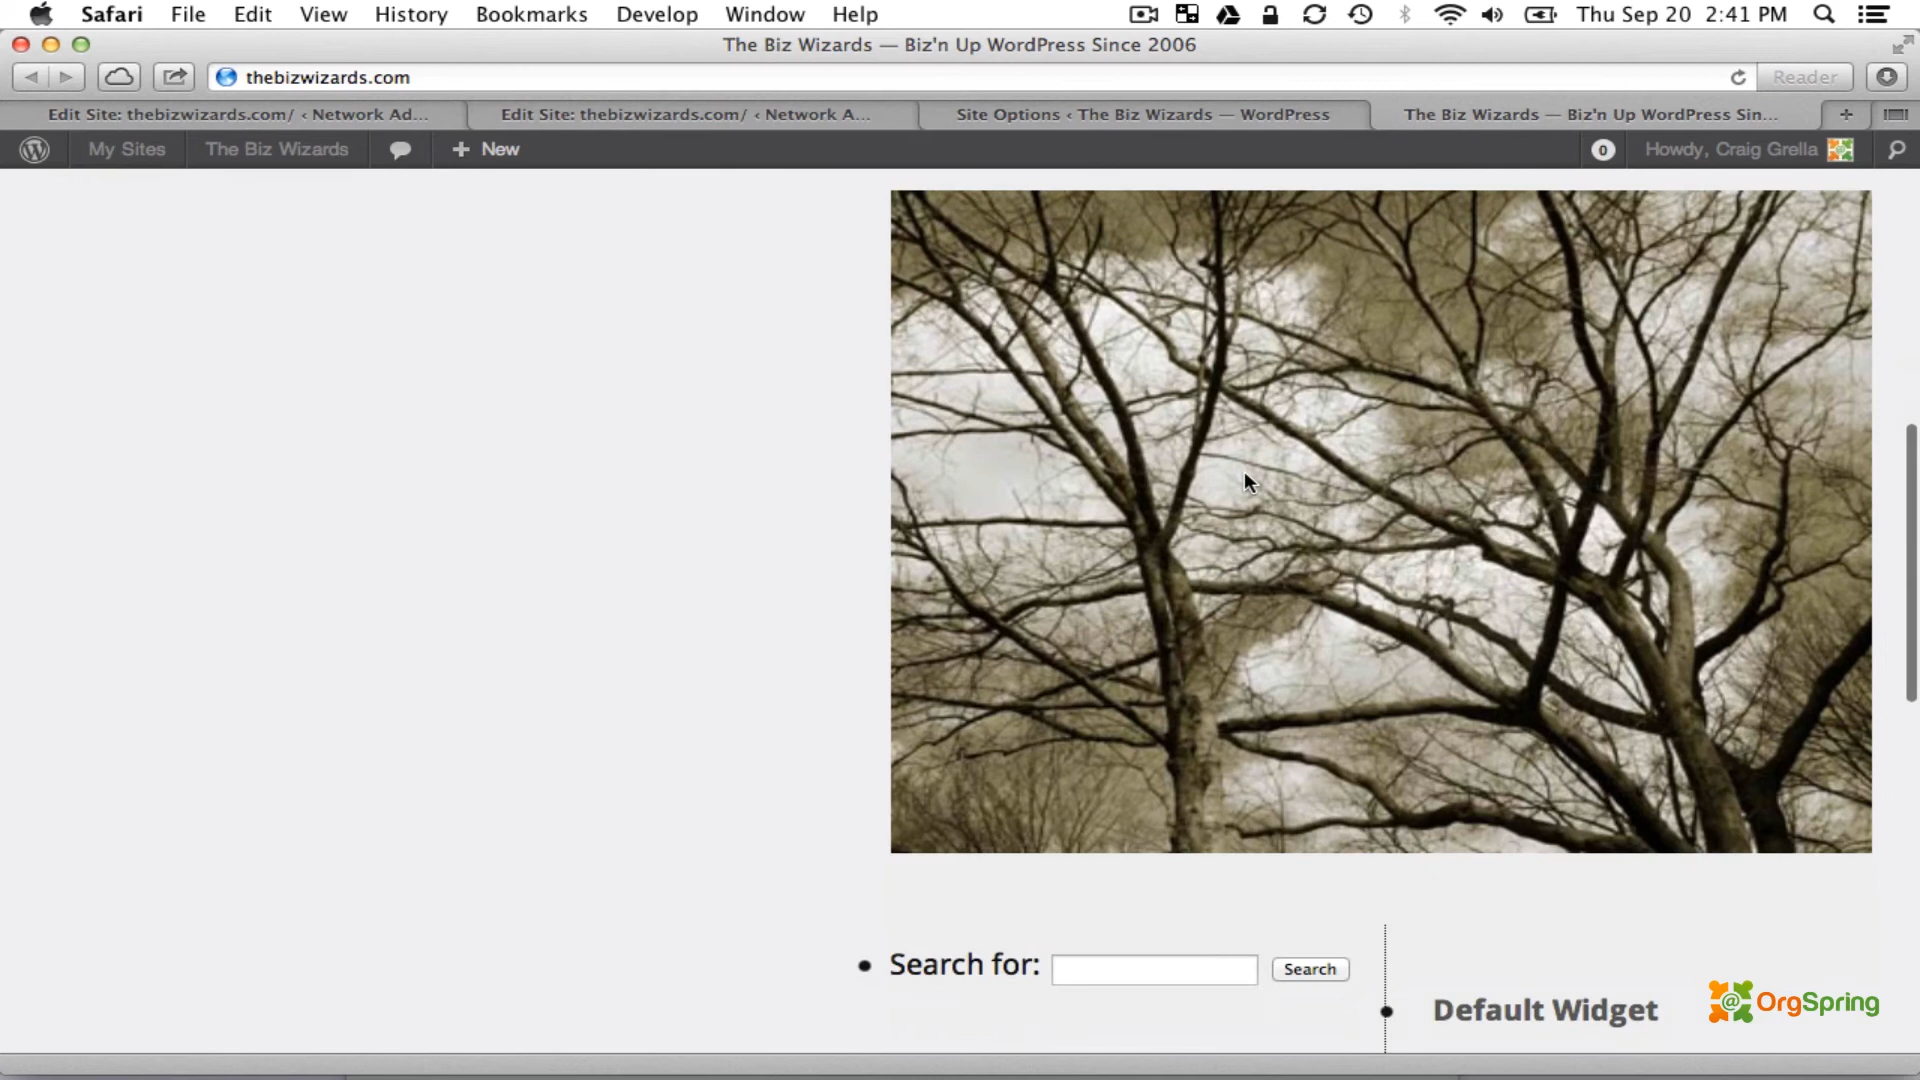 Safari File Edit View History Bookmarks Develop Window Help Thu Sep 20 2:41 PM
The Biz Wizards — Biz'n Up WordPress Since 2006
thebizwizards.com Reader
Edit Site: thebizwizards.com/ ‹ Network Ad... Edit Site: thebizwizards.com/ ‹ Network A... Site Options ‹ The Biz Wizards — WordPress The Biz Wizards — Biz'n Up WordPress Sin...
My Sites The Biz Wizards + New 0 Howdy, Craig Grella
Search for: Search
Default Widget
OrgSpring